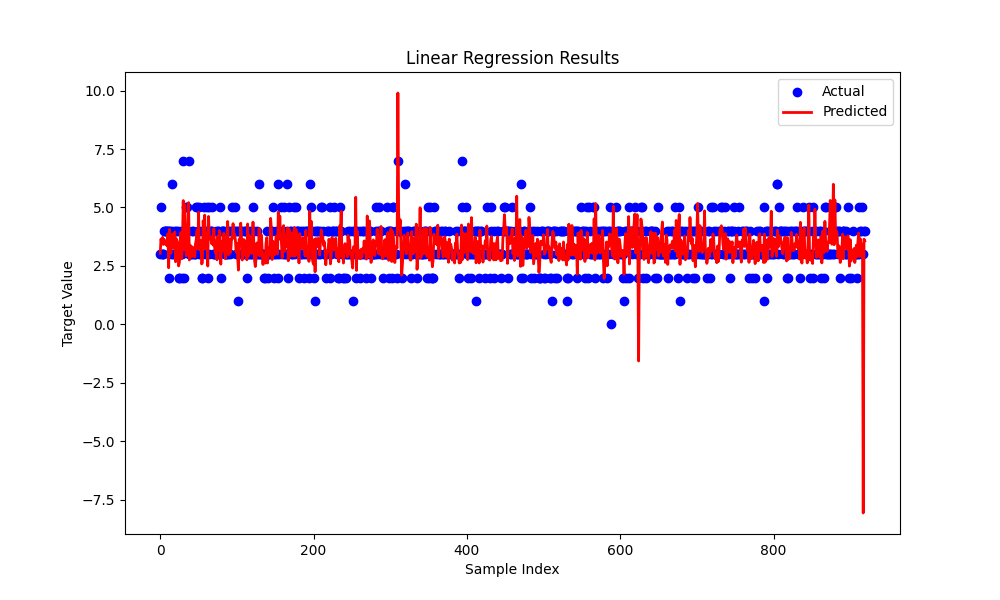 Linear Regression Results
Actual
Predicted
10.0
7.5
5.0
2.5
0.0
−2.5
−5.0
−7.5
Target Value
0
200
400
600
800
Sample Index